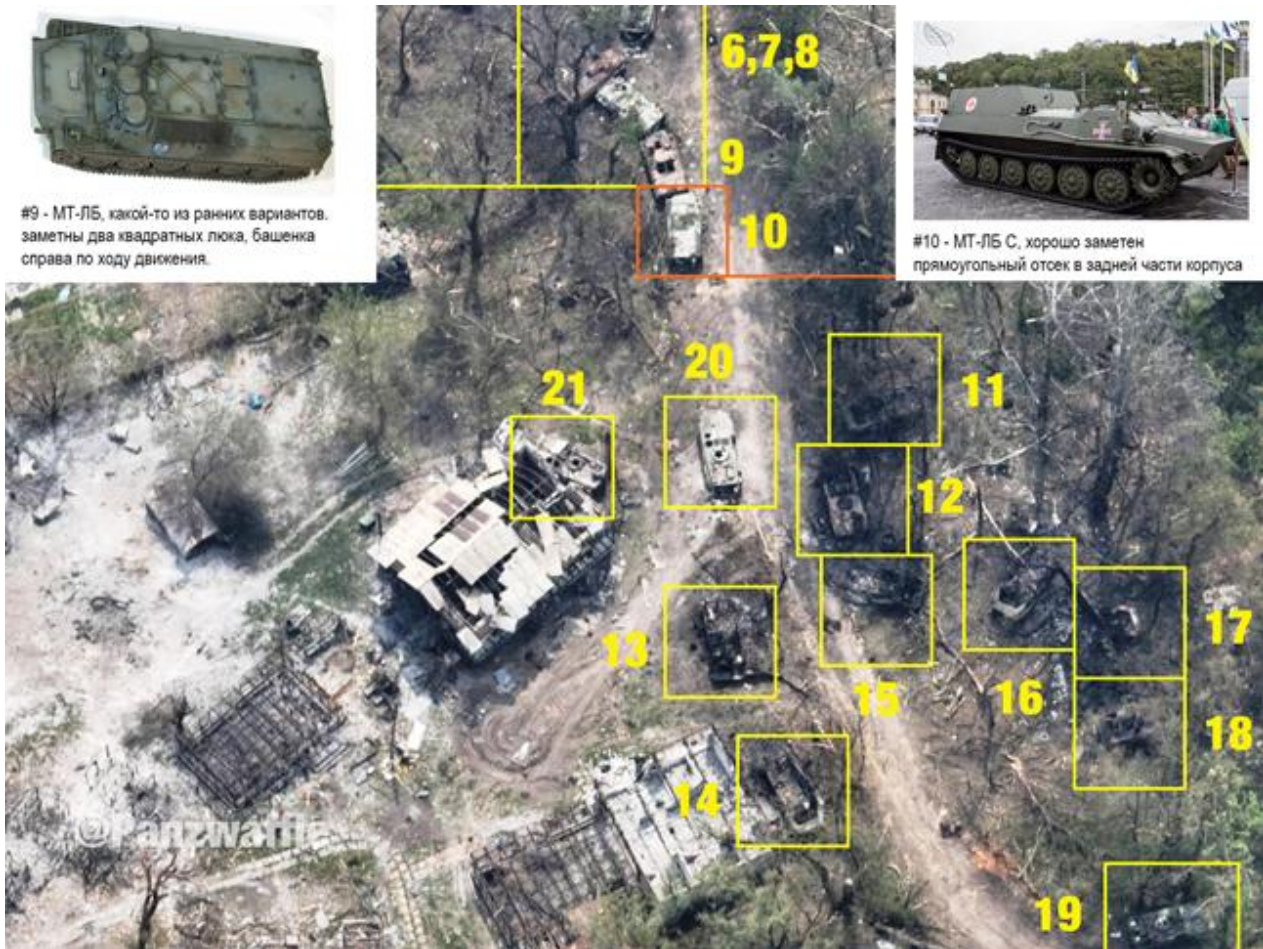 #9 - МТ-ЛБ, какой-то из ранних вариантов.
заметны два квадратных люка, башенка
справа по ходу движения.
6,7,8
9
10
#10 - МТ-ЛБ С, хорошо заметен
прямоугольный отсек в задней части корпуса
20
11
21
12
13
15
16
17
18
14
@Panzwaffle
19